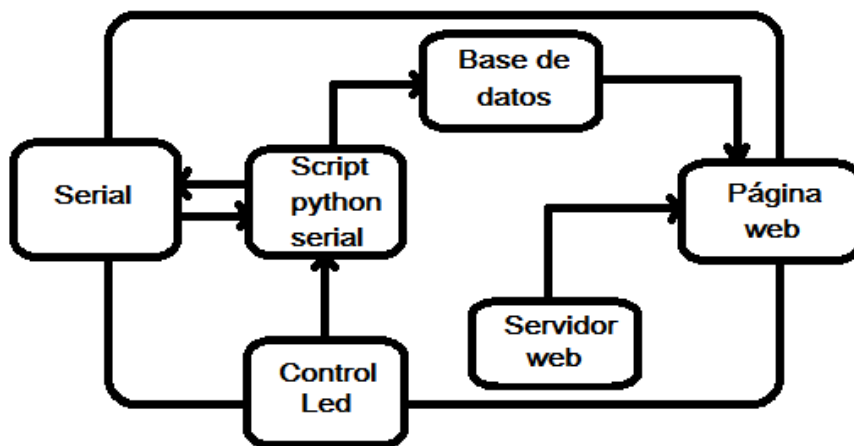 Base de
datos
Serial
Script
python
serial
Página
web
Servidor
web
Control
Led